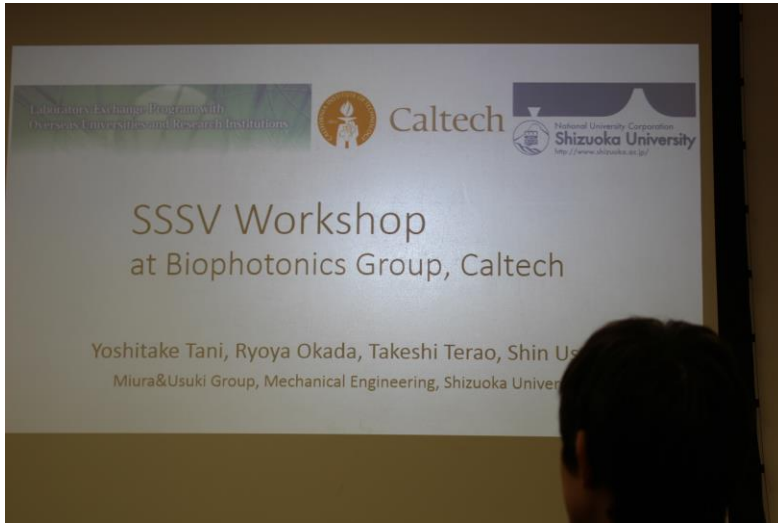 Laboratory Exchange Program with
Overseas Universities and Research Institutions
Caltech
National University Corporation
Shizuoka University
http://www.shizuoka.ac.jp/
SSSV Workshop
at Biophotonics Group, Caltech
Yoshitake Tani, Ryoya Okada, Takeshi Terao, Shin Us
Miura&Usuki Group, Mechanical Engineering, Shizuoka Univer